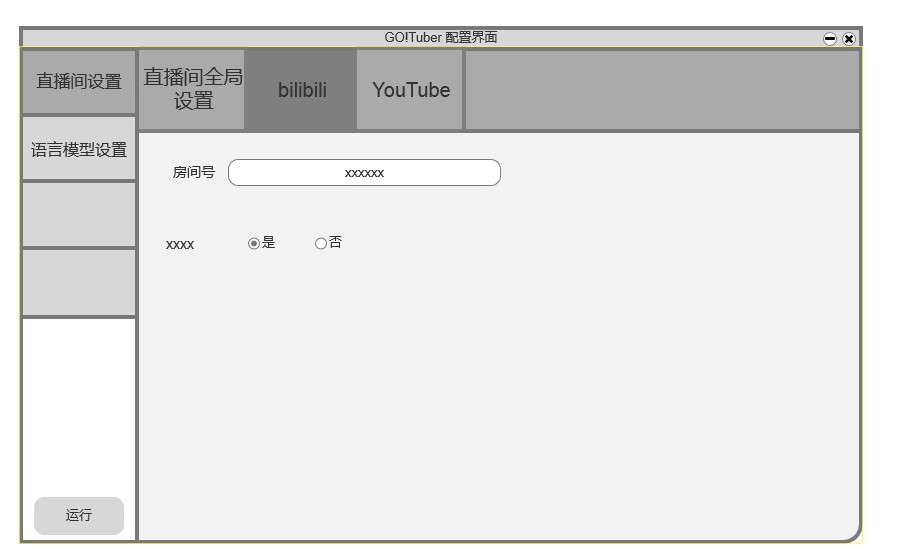 GO!Tuber 配置界面
直播间设置
直播间全局
设置
bilibili
YouTube
语言模型设置
房间号
xxxxxx
xxxx
是
否
运行